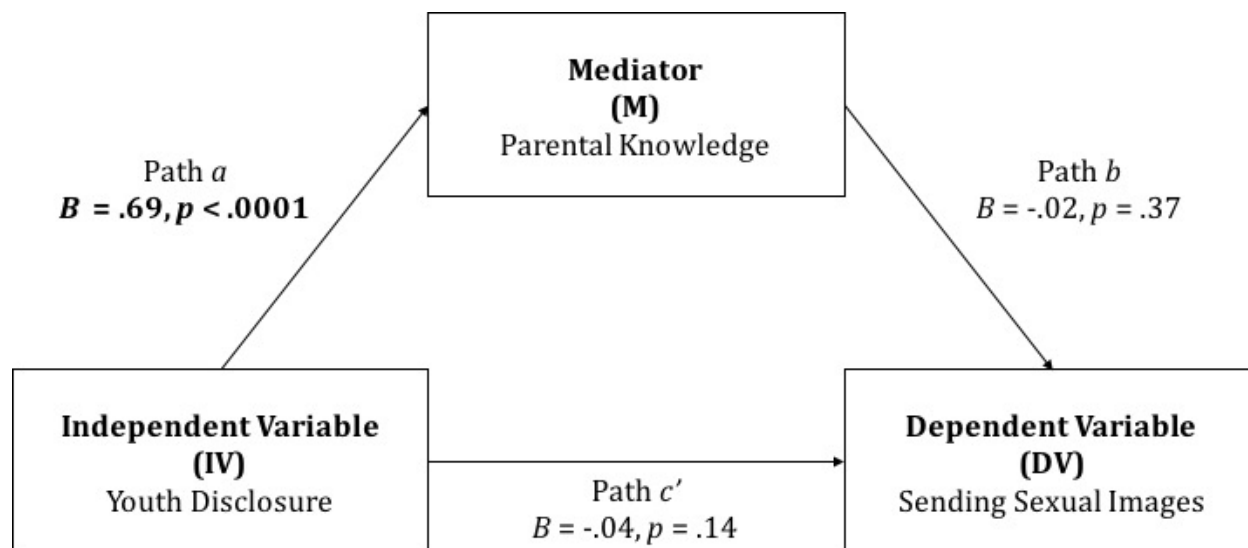 Mediator
(M)
Parental Knowledge
Path a
B = .69, p < .0001
Path b
B = -.02, p = .37
Independent Variable
(IV)
Youth Disclosure
Path c’
B = -.04, p = .14
Dependent Variable
(DV)
Sending Sexual Images